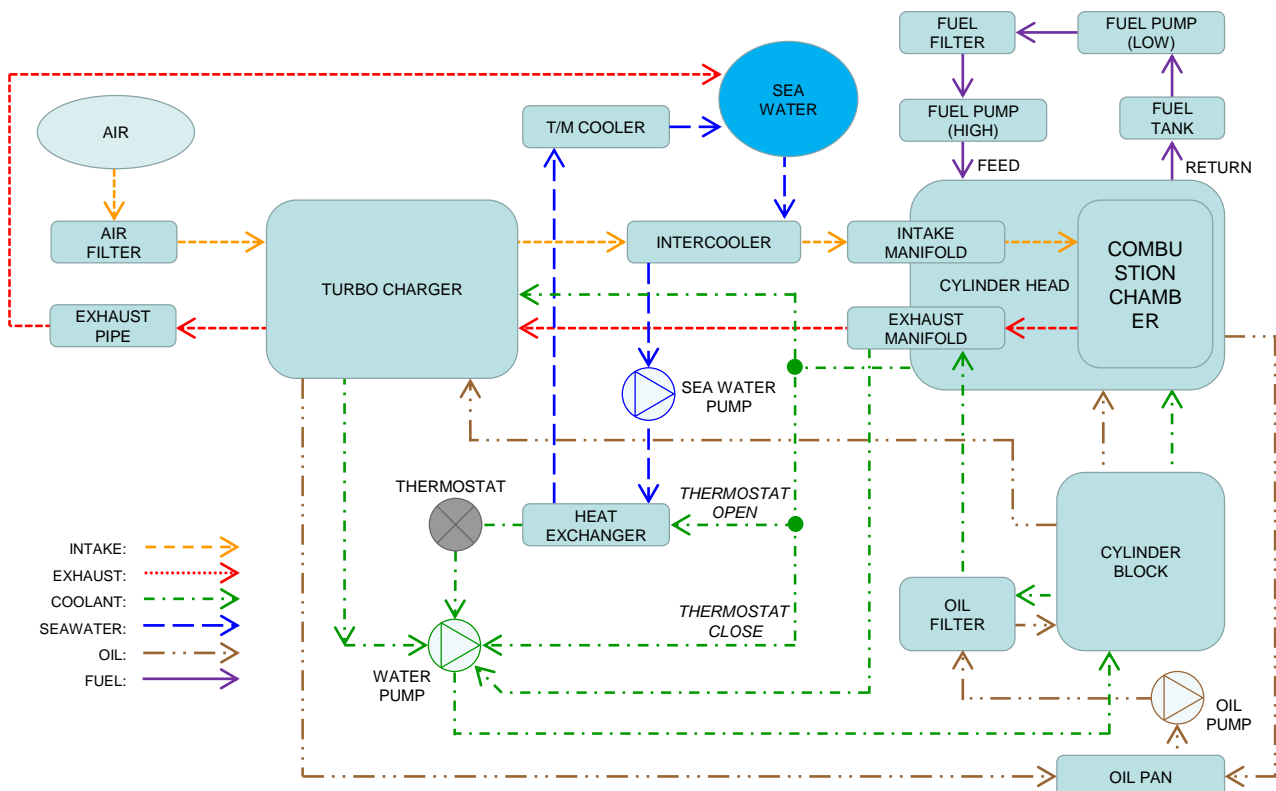 FUEL
FILTER
FUEL PUMP
(LOW)
SEA
WATER
AIR
T/M COOLER
FUEL PUMP
(HIGH)
FUEL
TANK
FEED
RETURN
AIR
FILTER
TURBO CHARGER
INTERCOOLER
INTAKE
MANIFOLD
COMBU
STION
CHAMB
ER
CYLINDER HEAD
EXHAUST
PIPE
EXHAUST
MANIFOLD
SEA WATER
PUMP
THERMOSTAT
HEAT
EXCHANGER
THERMOSTAT
OPEN
CYLINDER
BLOCK
INTAKE:
EXHAUST:
COOLANT:
SEAWATER:
OIL:
FUEL:
THERMOSTAT
CLOSE
OIL
FILTER
WATER
PUMP
OIL
PUMP
OIL PAN